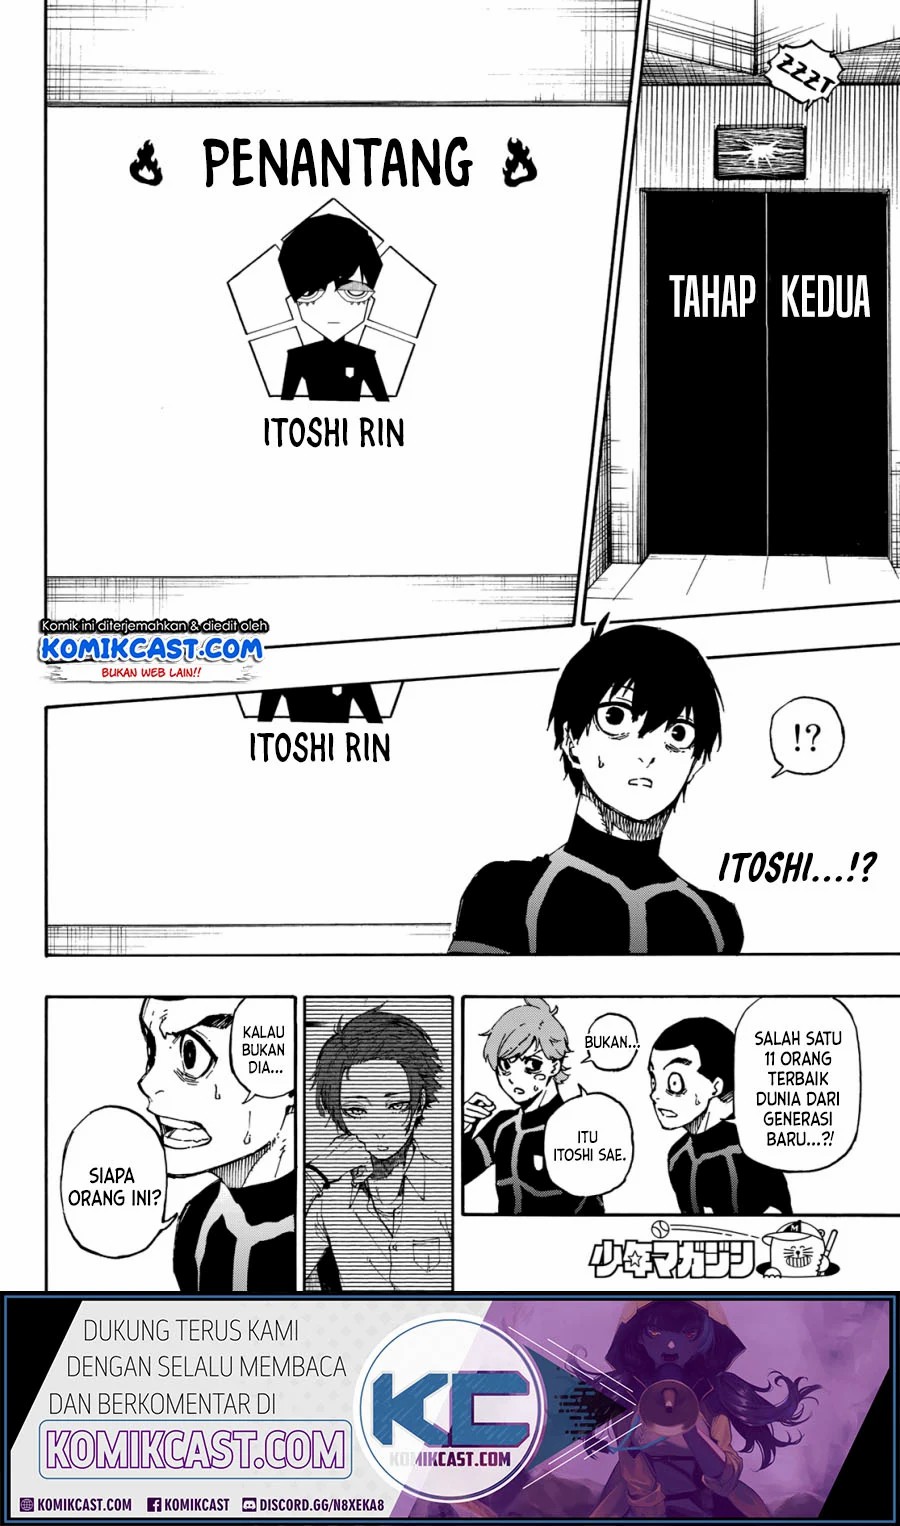 ZZZT
TAHAP KEDUA
PENANTANG
ITOSHI RIN
Komik ini diterjemahkan & diedit oleh
KOMIKCAST.COM
BUKAN WEB LAIN!!
!?
ITOSHI...!?
ITOSHI RIN
SALAH SATU
11 ORANG
TERBAIK
DUNIA DARI
GENERASI
BARU...?!
BUKAN...
ITU
ITOSHI SAE.
KALAU
BUKAN
DIA...
SIAPA
ORANG INI?
少年マガジン
M
DUKUNG TERUS KAMI
DENGAN SELALU MEMBACA
DAN BERKOMENTAR DI
KOMIKCAST.COM
KC
KOMIKCAST.COM
KOMIKCAST.COM
KOMIKCAST
DISCORD.GG/N8XEKA8